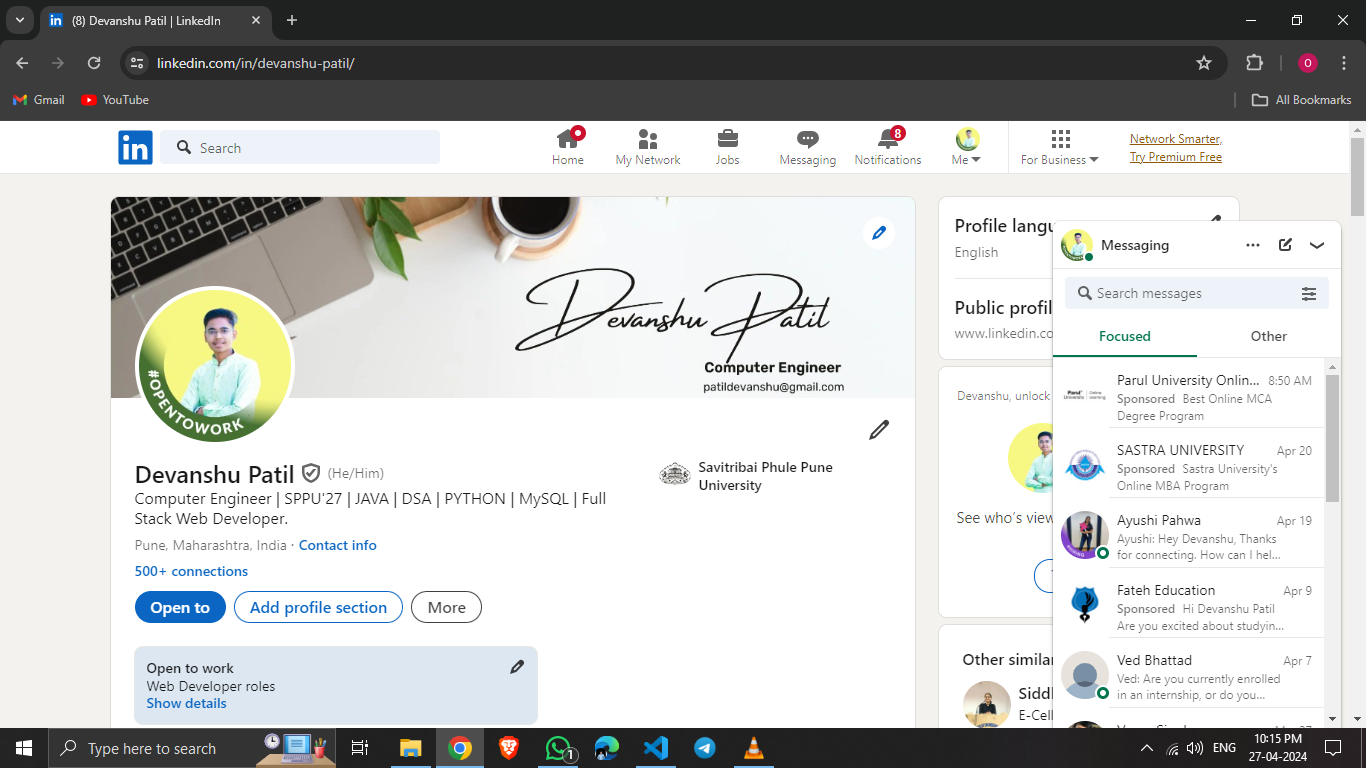 (8) Devanshu Patil | LinkedIn
linkedin.com/in/devanshu-patil/
O
Gmail
YouTube
All Bookmarks
in
Search
Home
My Network
Jobs
Messaging
8
Notifications
Me
For Business
Network Smarter,
Try Premium Free
Devanshu Patil
Computer Engineer
patildevanshu@gmail.com
#OPENTOWORK
Devanshu Patil (He/Him)
Computer Engineer | SPPU'27 | JAVA | DSA | PYTHON | MySQL | Full
Stack Web Developer.
Pune, Maharashtra, India · Contact info
500+ connections
Savitribai Phule Pune
University
Open to
Add profile section
More
Open to work
Web Developer roles
Show details
Profile langu
English
Public profil
www.linkedin.co
Devanshu, unlock
See who's view
Other similar
Siddl
E-Cell
Messaging
Search messages
Focused
Other
Parul University Onlin... 8:50 AM
Sponsored Best Online MCA
Degree Program
SASTRA UNIVERSITY Apr 20
Sponsored Sastra University's
Online MBA Program
Ayushi Pahwa Apr 19
Ayushi: Hey Devanshu, Thanks
for connecting. How can I hel...
Fateh Education Apr 9
Sponsored Hi Devanshu Patil
Are you excited about studyin...
Ved Bhattad Apr 7
Ved: Are you currently enrolled
in an internship, or do you...
Type here to search
1
ENG
10:15 PM
27-04-2024